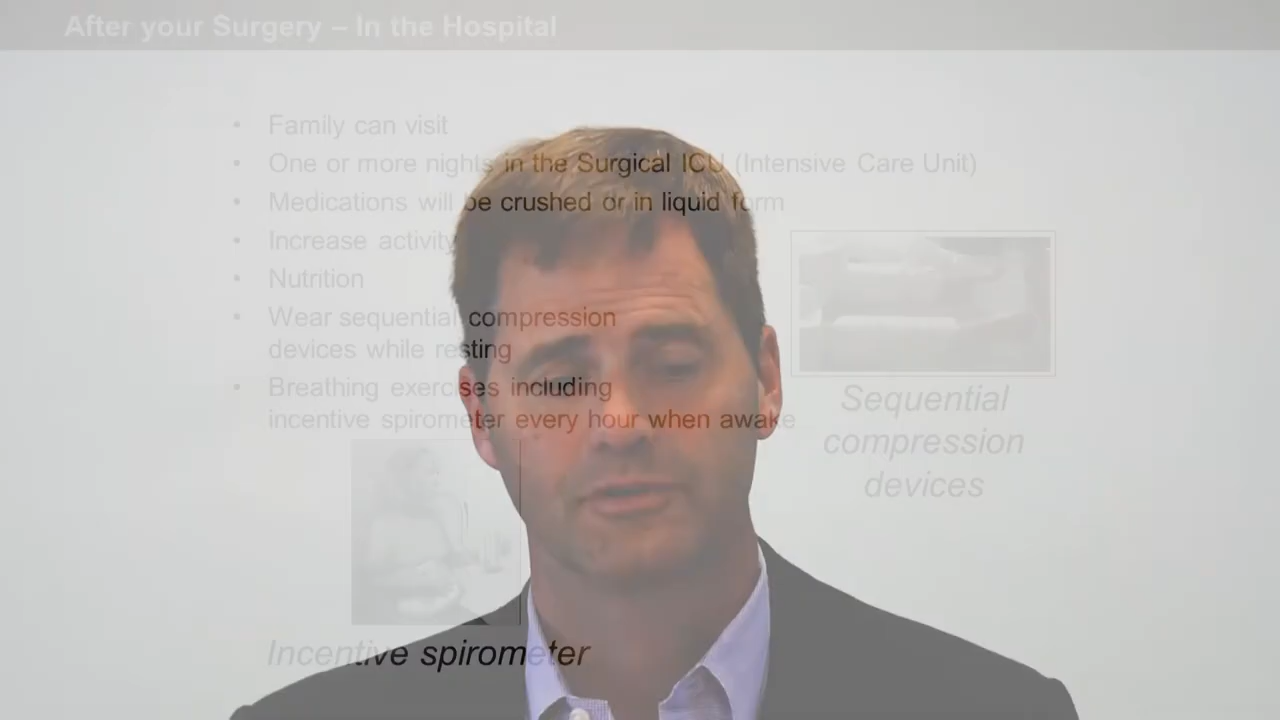 After your Surgery – In the Hospital
• Family can visit
• One or more nights in the Surgical ICU (Intensive Care Unit)
• Medications will be crushed or in liquid form
• Increase activity
• Nutrition
• Wear sequential compression
devices while resting
• Breathing exercises including
incentive spirometer every hour when awake
Sequential
compression
devices
Incentive spirometer